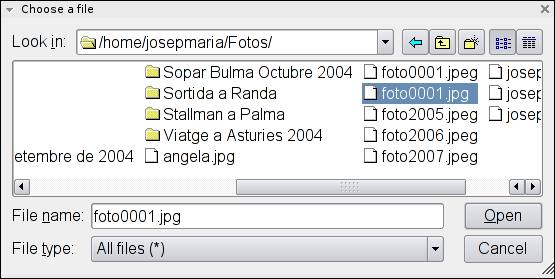 Choose a file
Look in: /home/josepmaria/Fotos/
Sopar Bulma Octubre 2004
Sortida a Randa
Stallman a Palma
Viatge a Asturies 2004
etembre de 2004
angela.jpg
foto0001.jpeg
foto0001.jpg
foto2005.jpeg
foto2006.jpeg
foto2007.jpeg
josep
josep
josep
File name: foto0001.jpg
Open
File type: All files (*)
Cancel